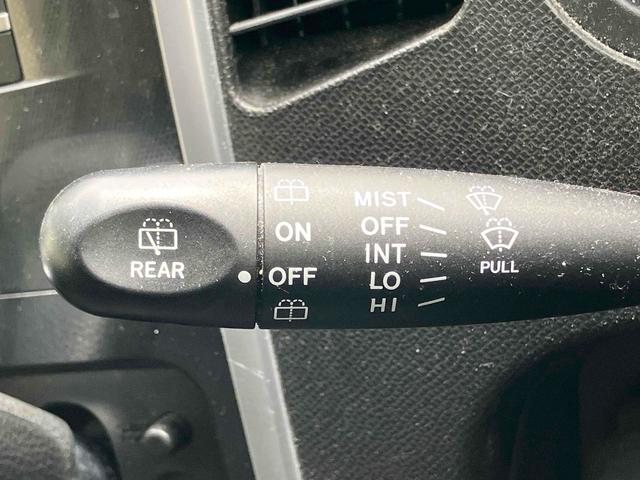 REAR
ON
OFF
MIST
OFF
INT
LO
HI
PULL